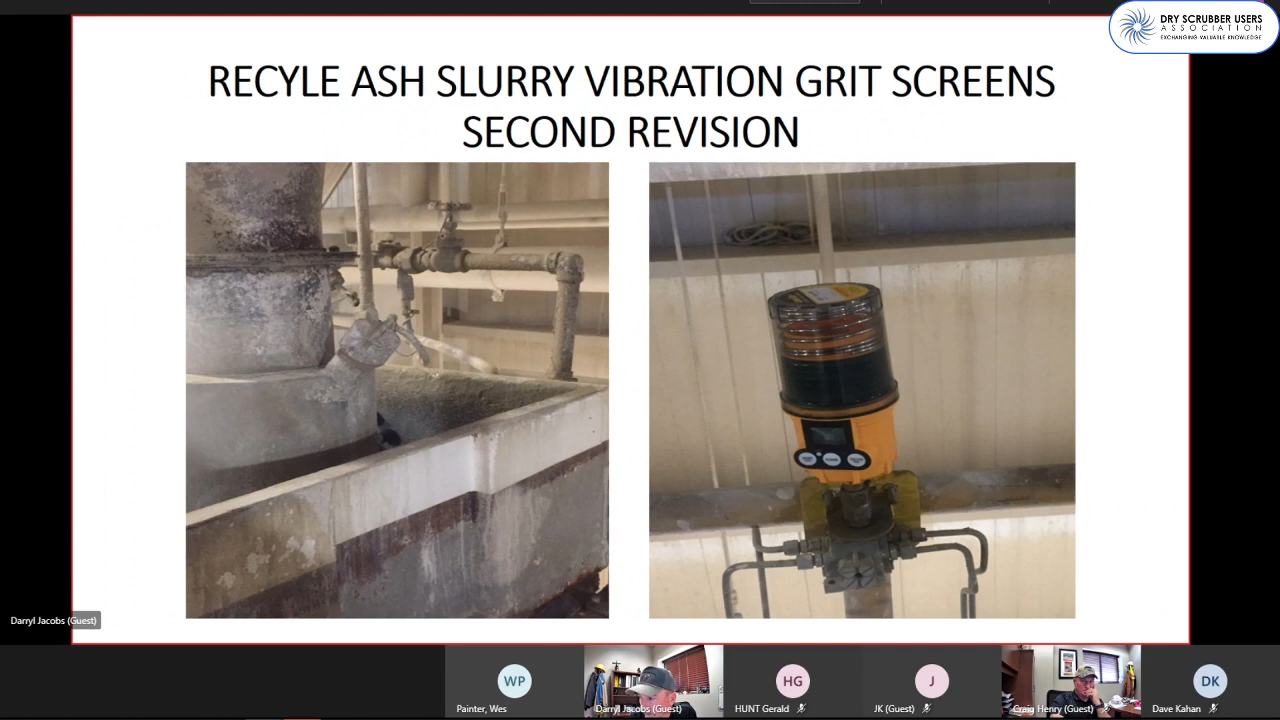 DRY SCRUBBER USERS
ASSOCIATION
EXCHANGING VALUABLE KNOWLEDGE
RECYLE ASH SLURRY VIBRATION GRIT SCREENS
SECOND REVISION
Darryl Jacobs (Guest)
WP
HG
J
DK
Painter, Wes
Darryl Jacobs (Guest)
HUNT Gerald
JK (Guest)
Craig Henry (Guest)
Dave Kahan